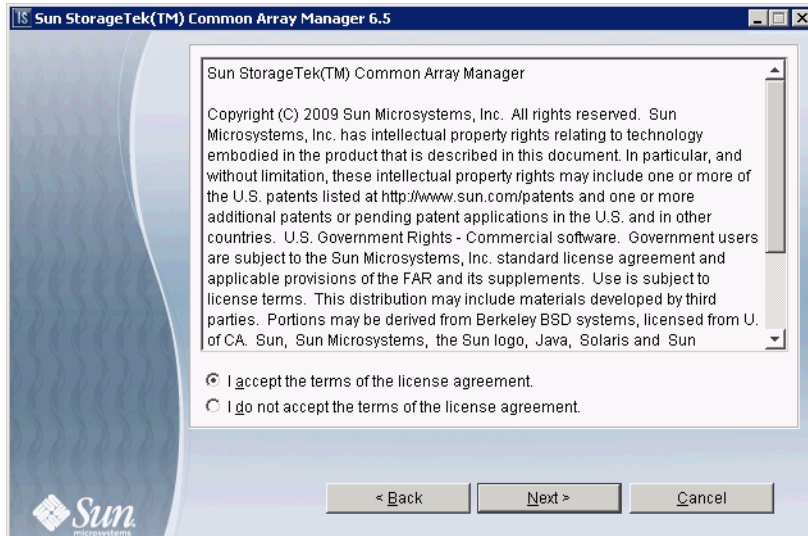 Sun StorageTek(TM) Common Array Manager 6.5
Sun StorageTek(TM) Common Array Manager
Copyright (C) 2009 Sun Microsystems, Inc. All rights reserved. Sun
Microsystems, Inc. has intellectual property rights relating to technology
embodied in the product that is described in this document. In particular, and
without limitation, these intellectual property rights may include one or more of
the U.S. patents listed at http://www.sun.com/patents and one or more
additional patents or pending patent applications in the U.S. and in other
countries. U.S. Government Rights - Commercial software. Government users
are subject to the Sun Microsystems, Inc. standard license agreement and
applicable provisions of the FAR and its supplements. Use is subject to
license terms. This distribution may include materials developed by third
parties. Portions may be derived from Berkeley BSD systems, licensed from U.
of CA. Sun, Sun Microsystems, the Sun logo, Java, Solaris and Sun
I accept the terms of the license agreement.
I do not accept the terms of the license agreement.
< Back
Next >
Cancel
Sun
microsystems